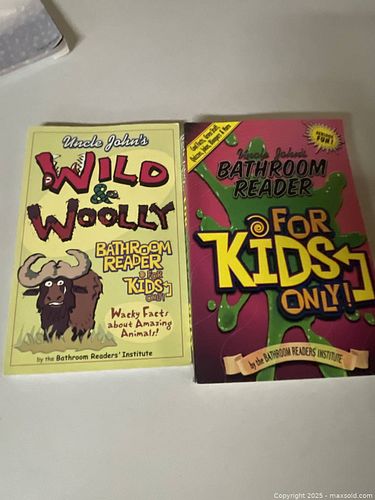 Uncle John's
WILD
&
WOOLLY
BATHROOM
READER
FOR
KIDS
ONLY!
Wacky Facts
about Amazing
Animals!
by the Bathroom Readers' Institute
Uncle John's
BATHROOM
READER
FOR
KIDS
ONLY!
by the BATHROOM READERS' INSTITUTE
Copyright © 2025 - maxsold.com